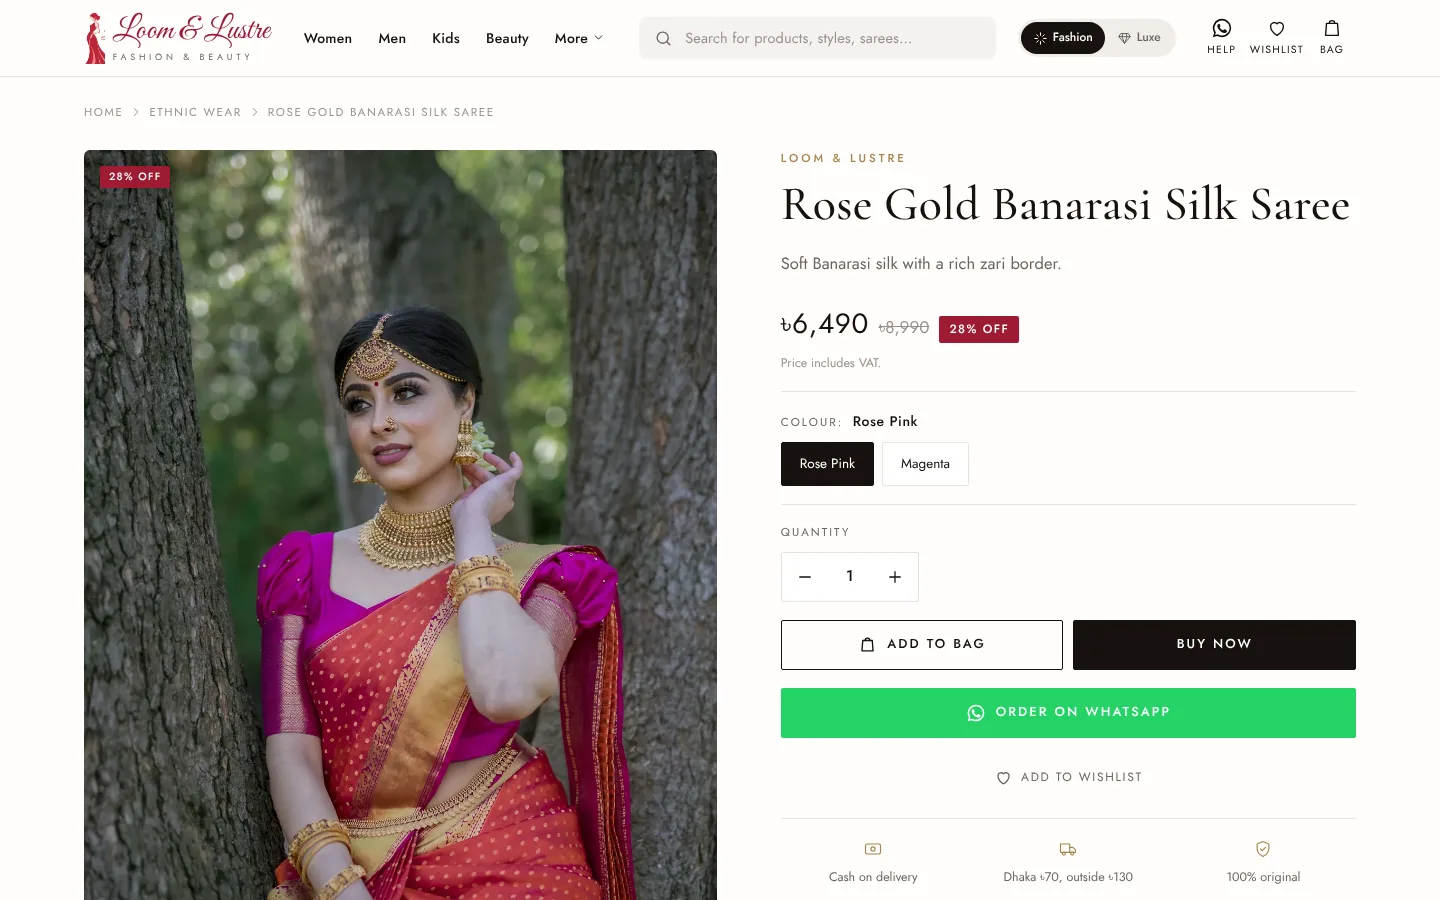 Loom & Lustre
FASHION & BEAUTY
Women Men Kids Beauty More
Search for products, styles, sarees...
Fashion Luxe
HELP WISHLIST BAG
HOME > ETHNIC WEAR > ROSE GOLD BANARASI SILK SAREE
28% OFF
LOOM & LUSTRE
Rose Gold Banarasi Silk Saree
Soft Banarasi silk with a rich zari border.
৳6,490 ৳8,990 28% OFF
Price includes VAT.
COLOUR: Rose Pink
Rose Pink Magenta
QUANTITY
− 1 +
ADD TO BAG BUY NOW
ORDER ON WHATSAPP
ADD TO WISHLIST
Cash on delivery Dhaka ৳70, outside ৳130 100% original